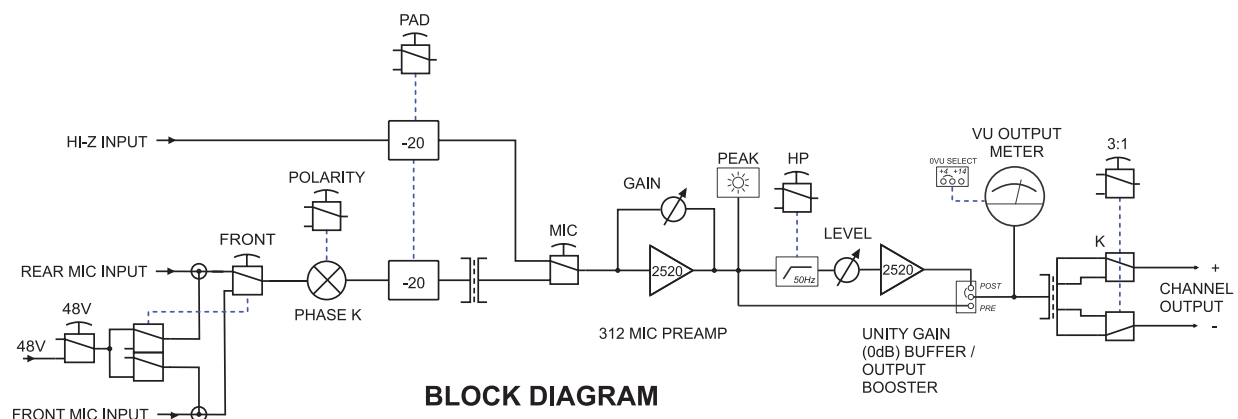 PAD
-20
HI-Z INPUT
POLARITY
FRONT
REAR MIC INPUT
48V
48V
FRONT MIC INPUT
PHASE K
-20
MIC
GAIN
2520
312 MIC PREAMP
PEAK
HP
50Hz
LEVEL
2520
POST
PRE
UNITY GAIN
(0dB) BUFFER /
OUTPUT
BOOSTER
VU OUTPUT
METER
0VU SELECT
+4 +14
3:1
K
+
CHANNEL
OUTPUT
-
BLOCK DIAGRAM